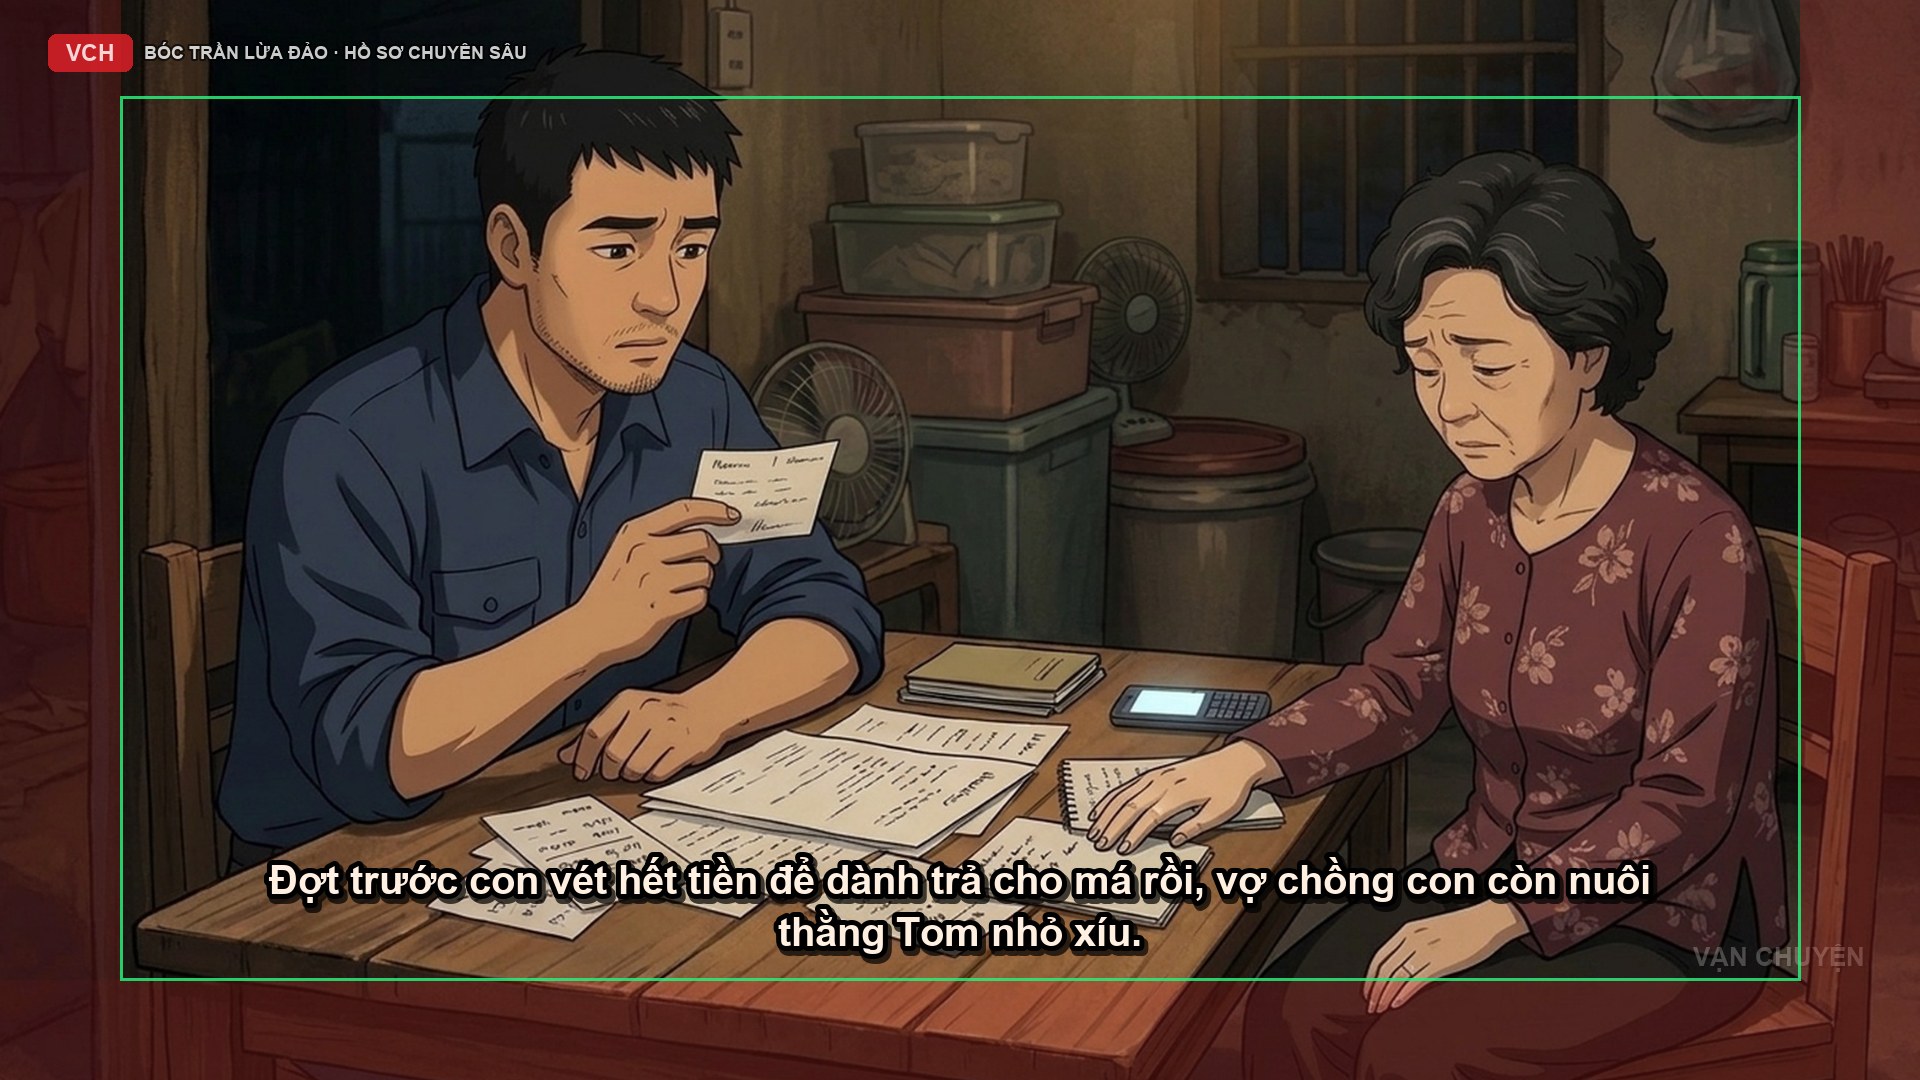 VCH BÓC TRẦN LỪA ĐẢO · HỒ SƠ CHUYÊN SÂU
Đợt trước con vét hết tiền để dành trả cho má rồi, vợ chồng con còn nuôi
thằng Tom nhỏ xíu.
VẠN CHUYỆN